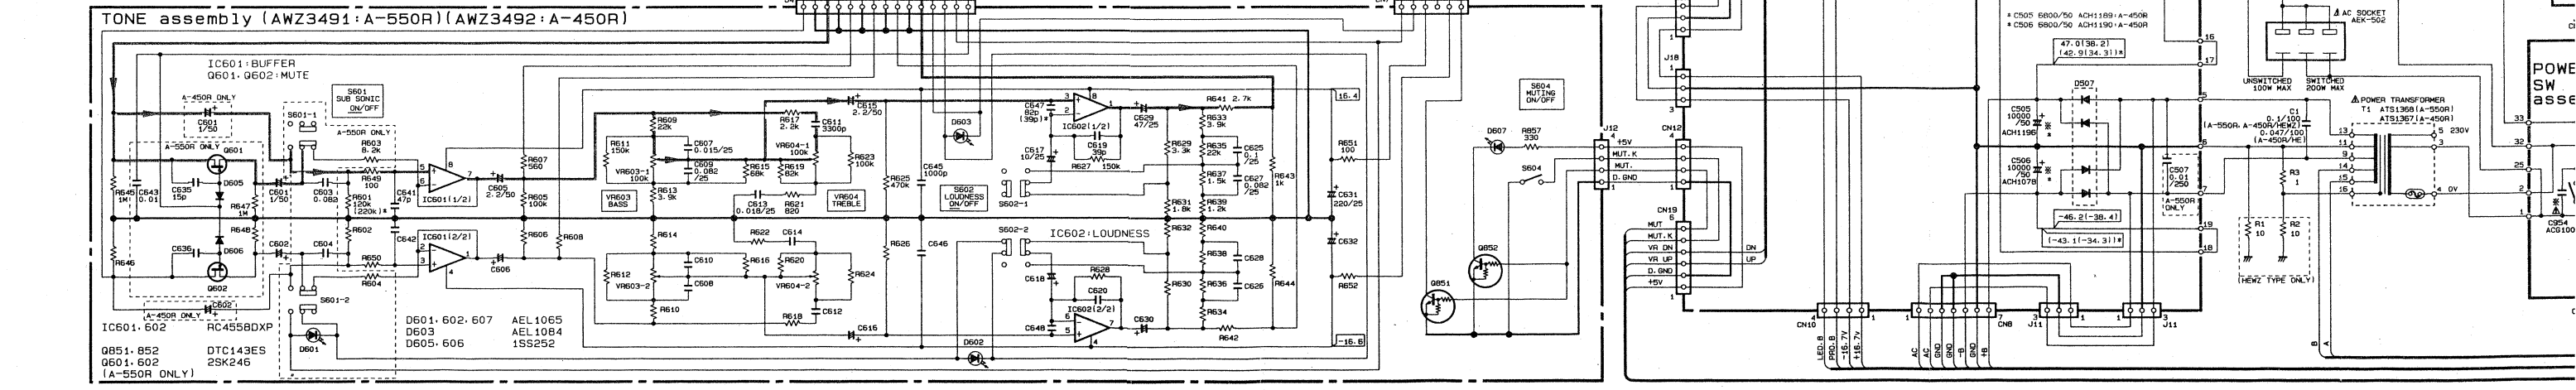 TONE assembly (AWZ3491:A-550R)(AWZ3492:A-450R)
IC601:BUFFER
Q601,Q602:MUTE
A-450R ONLY
C601
1/50
S601
SUB SONIC
ON/OFF
S601-1
A-550R ONLY
R603
8.2k
A-550R ONLY
Q601
C635
15p
D605
R645
1M
C643
0.01
R647
1M
C601
1/50
C603
0.082
R649
100
R601
120k
(220k)*
C641
47p
IC601(1/2)
R648
C636
D606
C602
C604
R602
C642
IC601(2/2)
R646
Q602
R650
R604
C602
A-450R ONLY
S601-2
D601
IC601,602 RC4558DXP
Q851,852 DTC143ES
Q601,602 2SK246
(A-550R ONLY)
D601,602,607 AEL1065
D603 AEL1084
D605,606 1SS252
C605
2.2/50
R607
560
R605
100k
R606
R608
C606
R609
22k
R611
150k
C607
0.015/25
VR603-1
100k
C609
0.082
/25
R613
3.9k
VR603
BASS
R614
R612
VR603-2
C610
C608
R610
R617
2.2k
C611
3300p
VR604-1
100k
R615
68k
R619
82k
R623
100k
C613
0.018/25
R621
820
VR604
TREBLE
R622
C614
R616
R620
VR604-2
R624
C612
R618
C615
2.2/50
C616
R625
470k
R626
C645
1000p
C646
D603
S602
LOUDNESS
ON/OFF
S602-1
S602-2
IC602:LOUDNESS
D602
C647
82p
(39p)*
IC602(1/2)
C617
10/25
C619
39p
R627 150k
C629
47/25
C618
R628
C620
IC602(2/2)
C648
C630
R641 2.7k
R633
3.9k
R629
3.3k
R635
22k
C625
0.1
/25
R637
1.5k
C627
0.082
/25
R643
1k
R631
1.8k
R639
1.2k
R632
R640
R638
C628
R630
R636
C626
R644
R634
R642
16.4
R651
100
C631
220/25
C632
R652
-16.6
S604
MUTING
ON/OFF
D607
R857
330
S604
Q852
Q851
J12
+5V
MUT.K
MUT.
D.GND
J18
CN12
CN19
MUT
MUT.K
VR DN
VR UP
D.GND
+5V
DN
UP
CN10
LED.B
PRO.B
-16.7V
+16.7V
CN8
AC
AC
GND
GND
-B
GND
+B
J11
J11
* C505 6800/50 ACH1189:A-450R
* C506 6800/50 ACH1190:A-450R
47.0(38.2)
(42.9(34.3))*
D507
C505
10000
/50
ACH1196
C506
10000
/50
ACH1078
C507
0.01
/250
A-550R
ONLY
-46.2(-38.4)
(-43.1(-34.3))*
AC SOCKET
AEK-502
UNSWITCHED
100W MAX
SWITCHED
200W MAX
POWER TRANSFORMER
T1 ATS1368(A-550R)
ATS1367(A-450R)
C1
0.1/100
(A-550R, A-450R/HEWZ)
0.047/100
(A-450R/HE)
R3
1
R1
10
R2
10
(HEWZ TYPE ONLY)
5 230V
4 0V
POWE
SW
asse
C954
ACG100